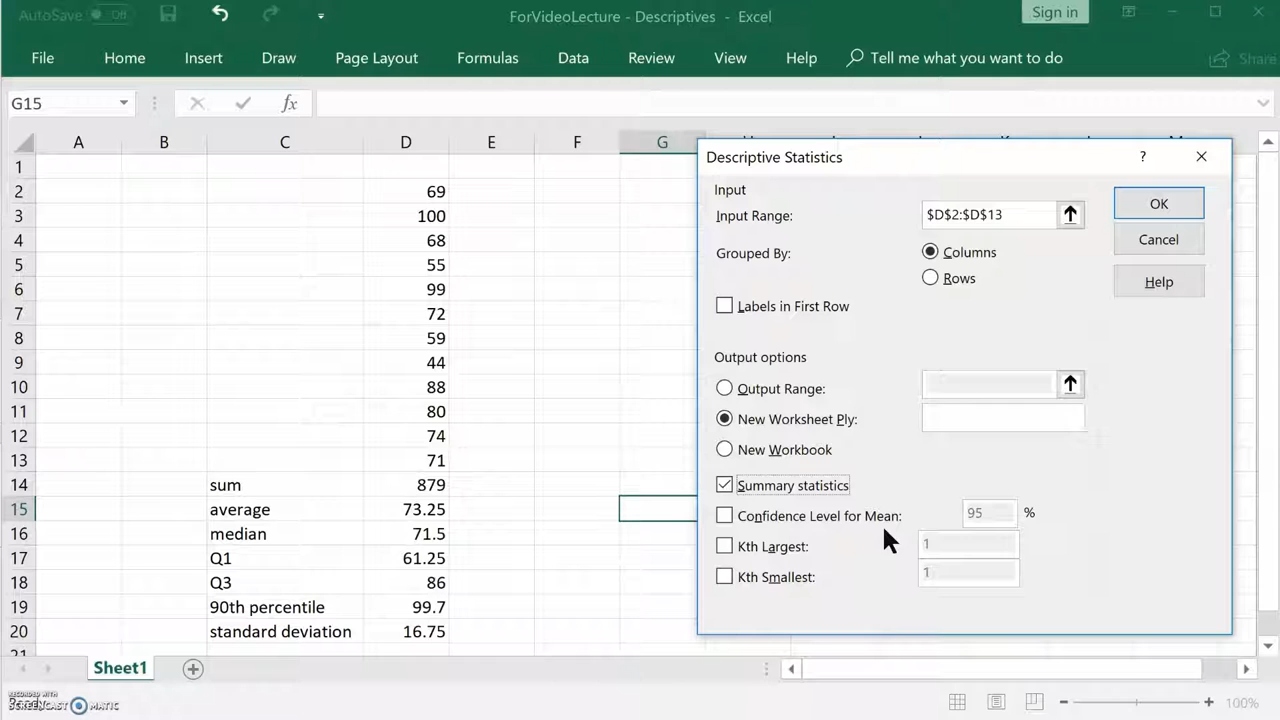 AutoSave Off ForVideoLecture - Descriptives - Excel Sign in
File Home Insert Draw Page Layout Formulas Data Review View Help Tell me what you want to do Share
G15 fx
A B C D E F G
1
2 69
3 100
4 68
5 55
6 99
7 72
8 59
9 44
10 88
11 80
12 74
13 71
14 sum 879
15 average 73.25
16 median 71.5
17 Q1 61.25
18 Q3 86
19 90th percentile 99.7
20 standard deviation 16.75
21
Descriptive Statistics ?
Input
Input Range: $D$2:$D$13 OK
Grouped By: Columns Cancel
Rows Help
Labels in First Row
Output options
Output Range:
New Worksheet Ply:
New Workbook
Summary statistics
Confidence Level for Mean: 95 %
Kth Largest: 1
Kth Smallest: 1
Sheet1
RECORDED WITH
SCREENCAST MATIC
100%